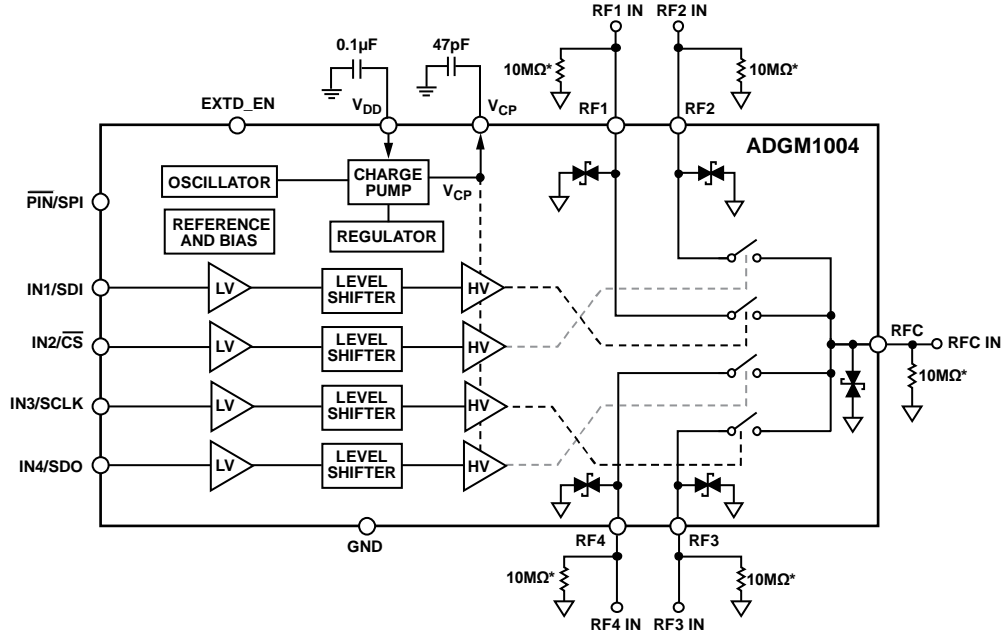 RF1 IN RF2 IN
0.1µF 47pF
10MΩ* 10MΩ*
EXTD_EN VDD VCP RF1 RF2
ADGM1004
OSCILLATOR
CHARGE
PUMP
VCP
PIN/SPI
REFERENCE
AND BIAS
REGULATOR
IN1/SDI LV LEVEL
SHIFTER HV
IN2/CS LV LEVEL
SHIFTER HV
RFC
RFC IN
10MΩ*
IN3/SCLK LV LEVEL
SHIFTER HV
IN4/SDO LV LEVEL
SHIFTER HV
GND RF4 RF3
10MΩ* 10MΩ*
RF4 IN RF3 IN